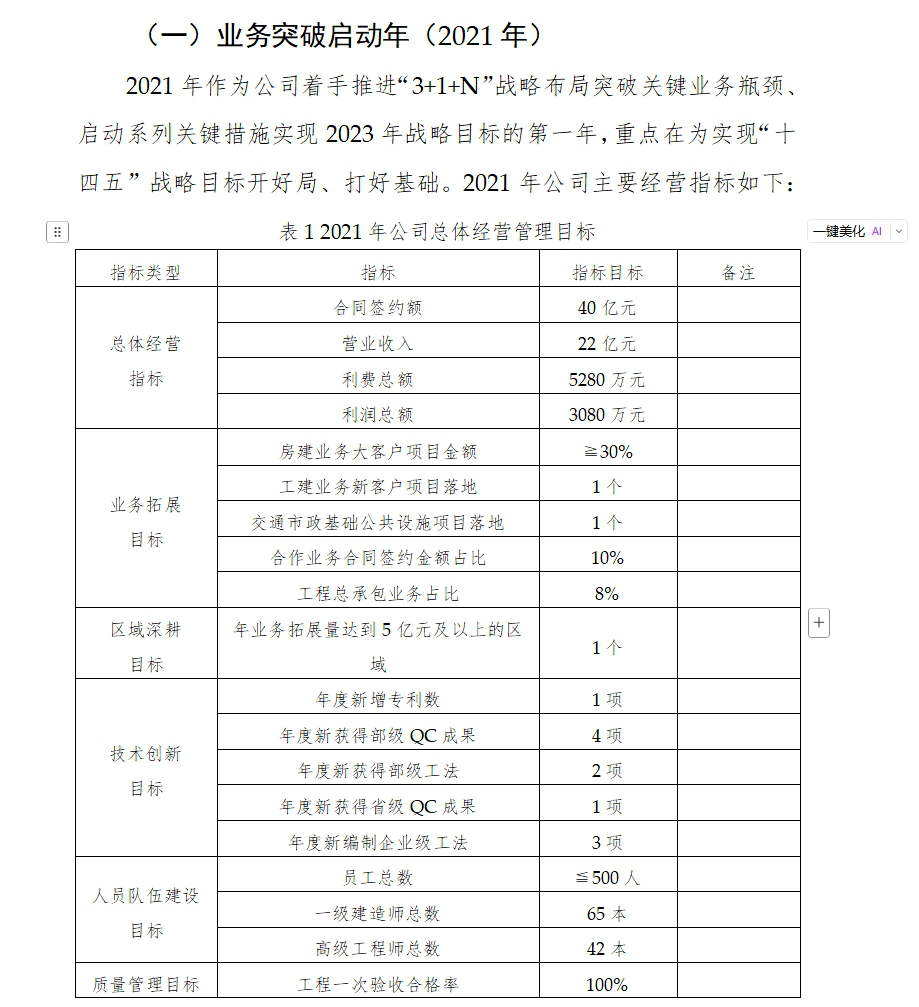 （一）业务突破启动年（2021 年）
2021 年作为公司着手推进“3+1+N”战略布局突破关键业务瓶颈、
启动系列关键措施实现 2023 年战略目标的第一年，重点在为实现“十
四五”战略目标开好局、打好基础。2021 年公司主要经营指标如下：
表 1 2021 年公司总体经营管理目标
一键美化 AI
指标类型 指标 指标目标 备注
总体经营
指标
合同签约额 40 亿元
营业收入 22 亿元
利费总额 5280 万元
利润总额 3080 万元
业务拓展
目标
房建业务大客户项目金额 ≧30%
工建业务新客户项目落地 1 个
交通市政基础公共设施项目落地 1 个
合作业务合同签约金额占比 10%
工程总承包业务占比 8%
区域深耕
目标
年业务拓展量达到 5 亿元及以上的区
域
1 个
技术创新
目标
年度新增专利数 1 项
年度新获得部级 QC 成果 4 项
年度新获得部级工法 2 项
年度新获得省级 QC 成果 1 项
年度新编制企业级工法 3 项
人员队伍建设
目标
员工总数 ≦500 人
一级建造师总数 65 本
高级工程师总数 42 本
质量管理目标 工程一次验收合格率 100%